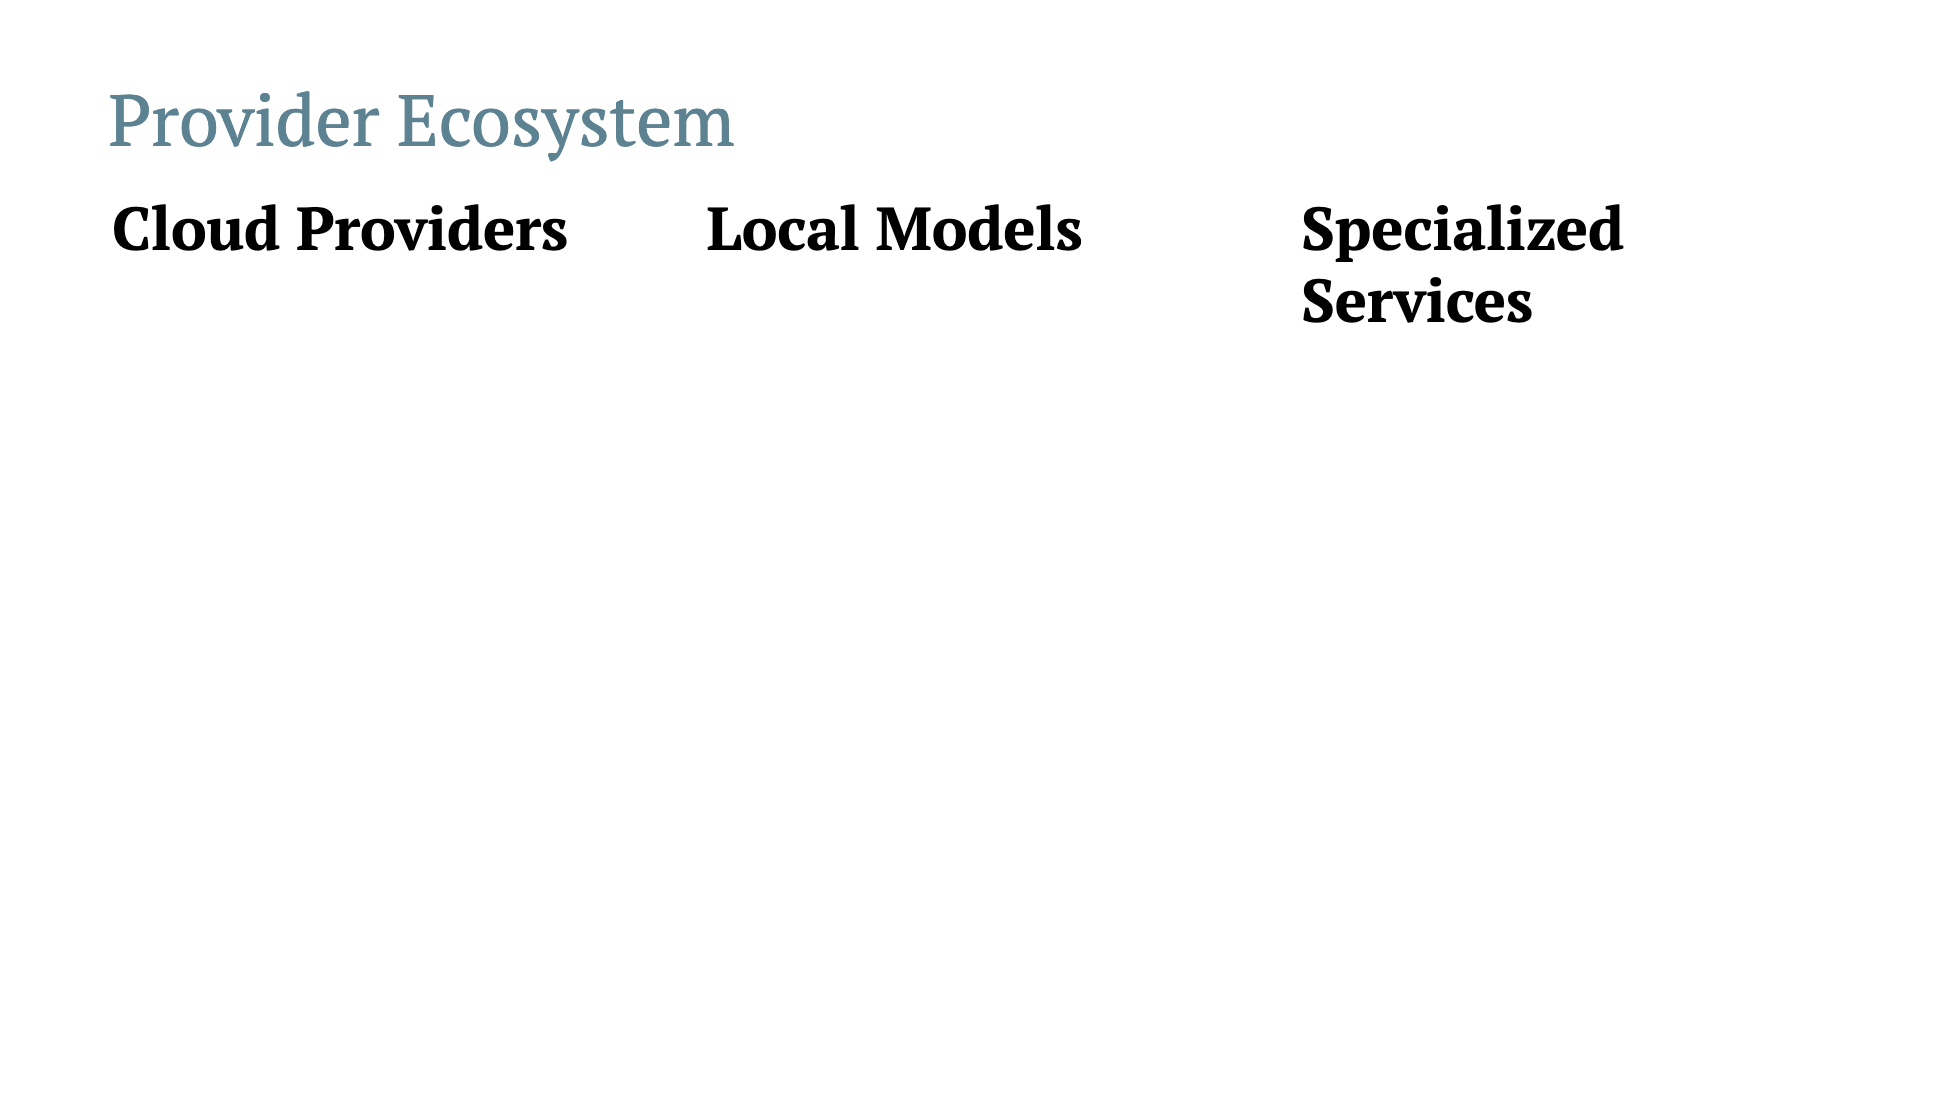 Provider Ecosystem
Cloud Providers
Local Models
Specialized
Services